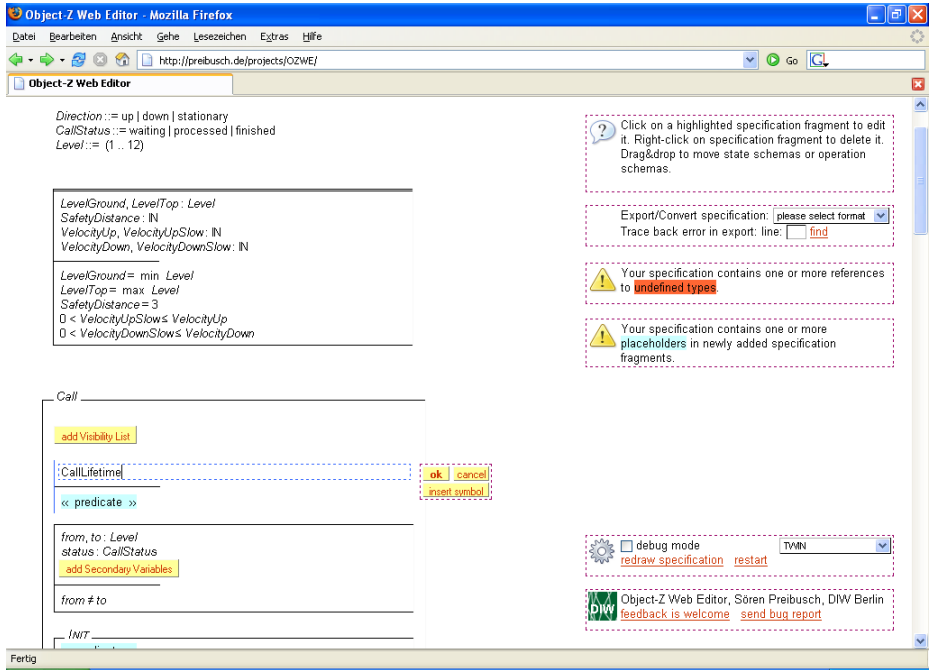 Object-Z Web Editor - Mozilla Firefox
Datei Bearbeiten Ansicht Gehe Lesezeichen Extras Hilfe
http://preibusch.de/projects/OZWE/ Go G
Object-Z Web Editor
Direction ::= up | down | stationary
CallStatus ::= waiting | processed | finished
Level ::= (1 .. 12)
LevelGround, LevelTop : Level
SafetyDistance : ℕ
VelocityUp, VelocityUpSlow : ℕ
VelocityDown, VelocityDownSlow : ℕ
LevelGround = min Level
LevelTop = max Level
SafetyDistance = 3
0 < VelocityUpSlow ≤ VelocityUp
0 < VelocityDownSlow ≤ VelocityDown
Call
add Visibility List
CallLifetime
ok cancel
insert symbol
« predicate »
from, to : Level
status : CallStatus
add Secondary Variables
from ≠ to
INIT
Click on a highlighted specification fragment to edit
it. Right-click on specification fragment to delete it.
Drag&drop to move state schemas or operation
schemas.
Export/Convert specification: please select format
Trace back error in export: line: find
Your specification contains one or more references
to undefined types.
Your specification contains one or more
placeholders in newly added specification
fragments.
debug mode TWIN
redraw specification restart
DIW
Object-Z Web Editor, Sören Preibusch, DIW Berlin
feedback is welcome send bug report
Fertig